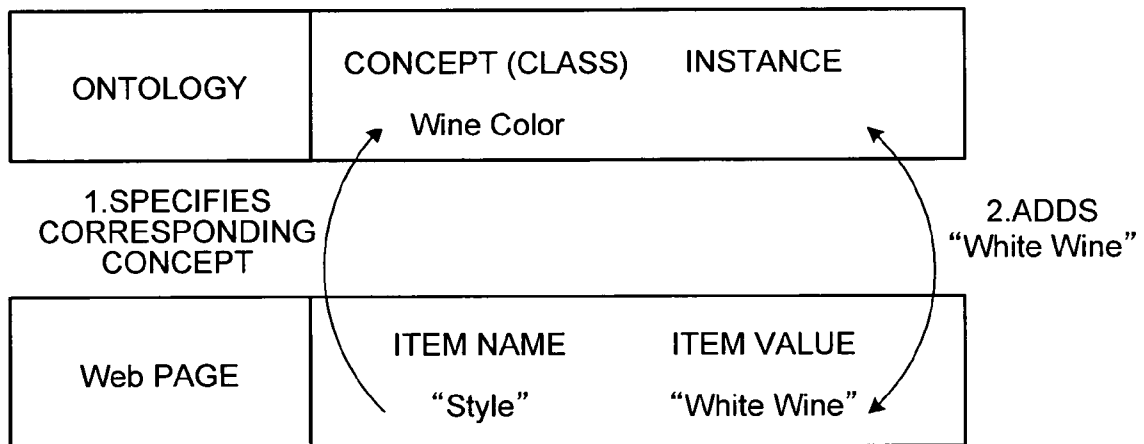 ONTOLOGY
CONCEPT (CLASS) INSTANCE
Wine Color
1.SPECIFIES
CORRESPONDING
CONCEPT
2.ADDS
“White Wine”
Web PAGE
ITEM NAME ITEM VALUE
“Style” “White Wine”